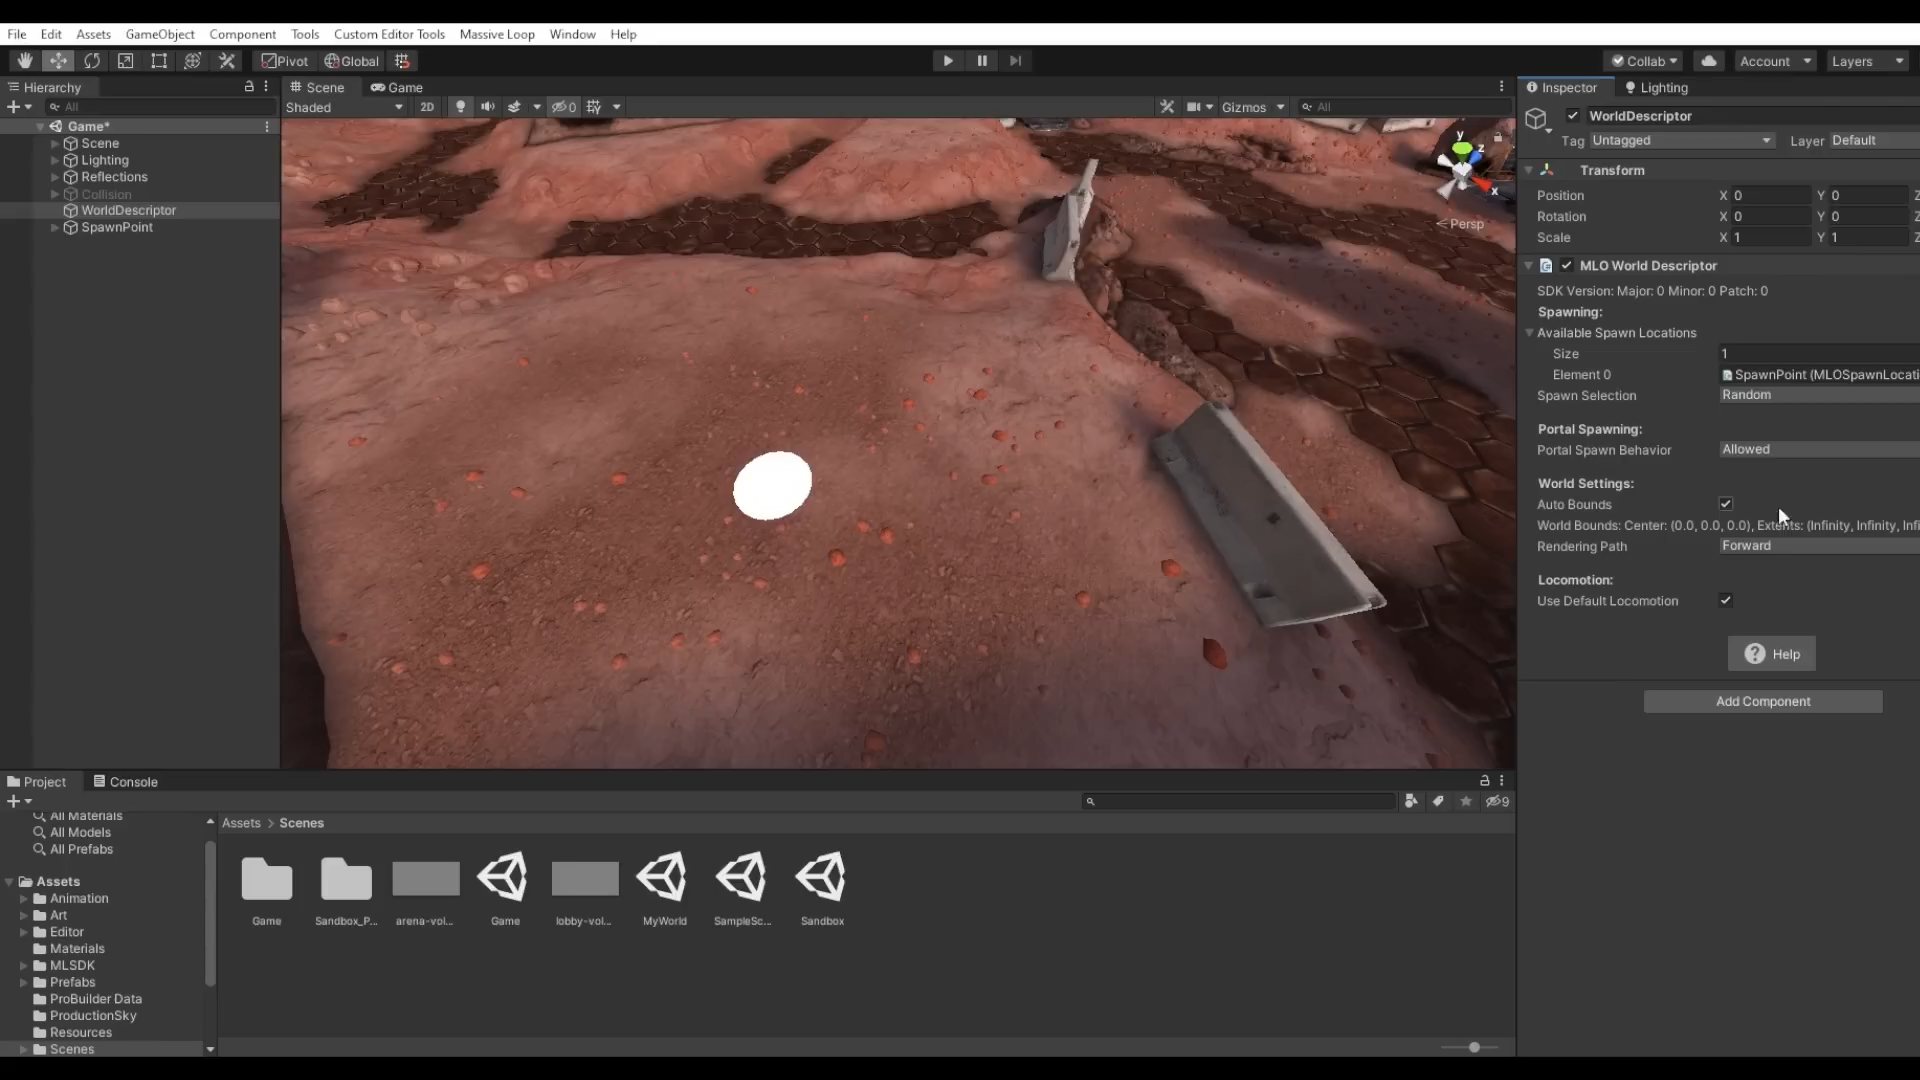 File Edit Assets GameObject Component Tools Custom Editor Tools Massive Loop Window Help
Pivot Global Collab Account Layers
Hierarchy Scene Game Inspector Lighting
All Shaded 2D 0 Gizmos All
Game*
Scene
Lighting
Reflections
Collision
WorldDescriptor
SpawnPoint
y
z
x
Persp
WorldDescriptor
Tag Untagged Layer Default
Transform
Position X 0 Y 0 Z
Rotation X 0 Y 0 Z
Scale X 1 Y 1 Z
MLO World Descriptor
SDK Version: Major: 0 Minor: 0 Patch: 0
Spawning:
Available Spawn Locations
Size 1
Element 0 SpawnPoint (MLOSpawnLocati
Spawn Selection Random
Portal Spawning:
Portal Spawn Behavior Allowed
World Settings:
Auto Bounds
World Bounds: Center: (0.0, 0.0, 0.0), Extents: (Infinity, Infinity, Infi
Rendering Path Forward
Locomotion:
Use Default Locomotion
? Help
Add Component
Project Console
9
All Materials
All Models
All Prefabs
Assets
Animation
Art
Editor
Materials
MLSDK
Prefabs
ProBuilder Data
ProductionSky
Resources
Scenes
Assets > Scenes
Game Sandbox_P... arena-vol... Game lobby-vol... MyWorld SampleSc... Sandbox